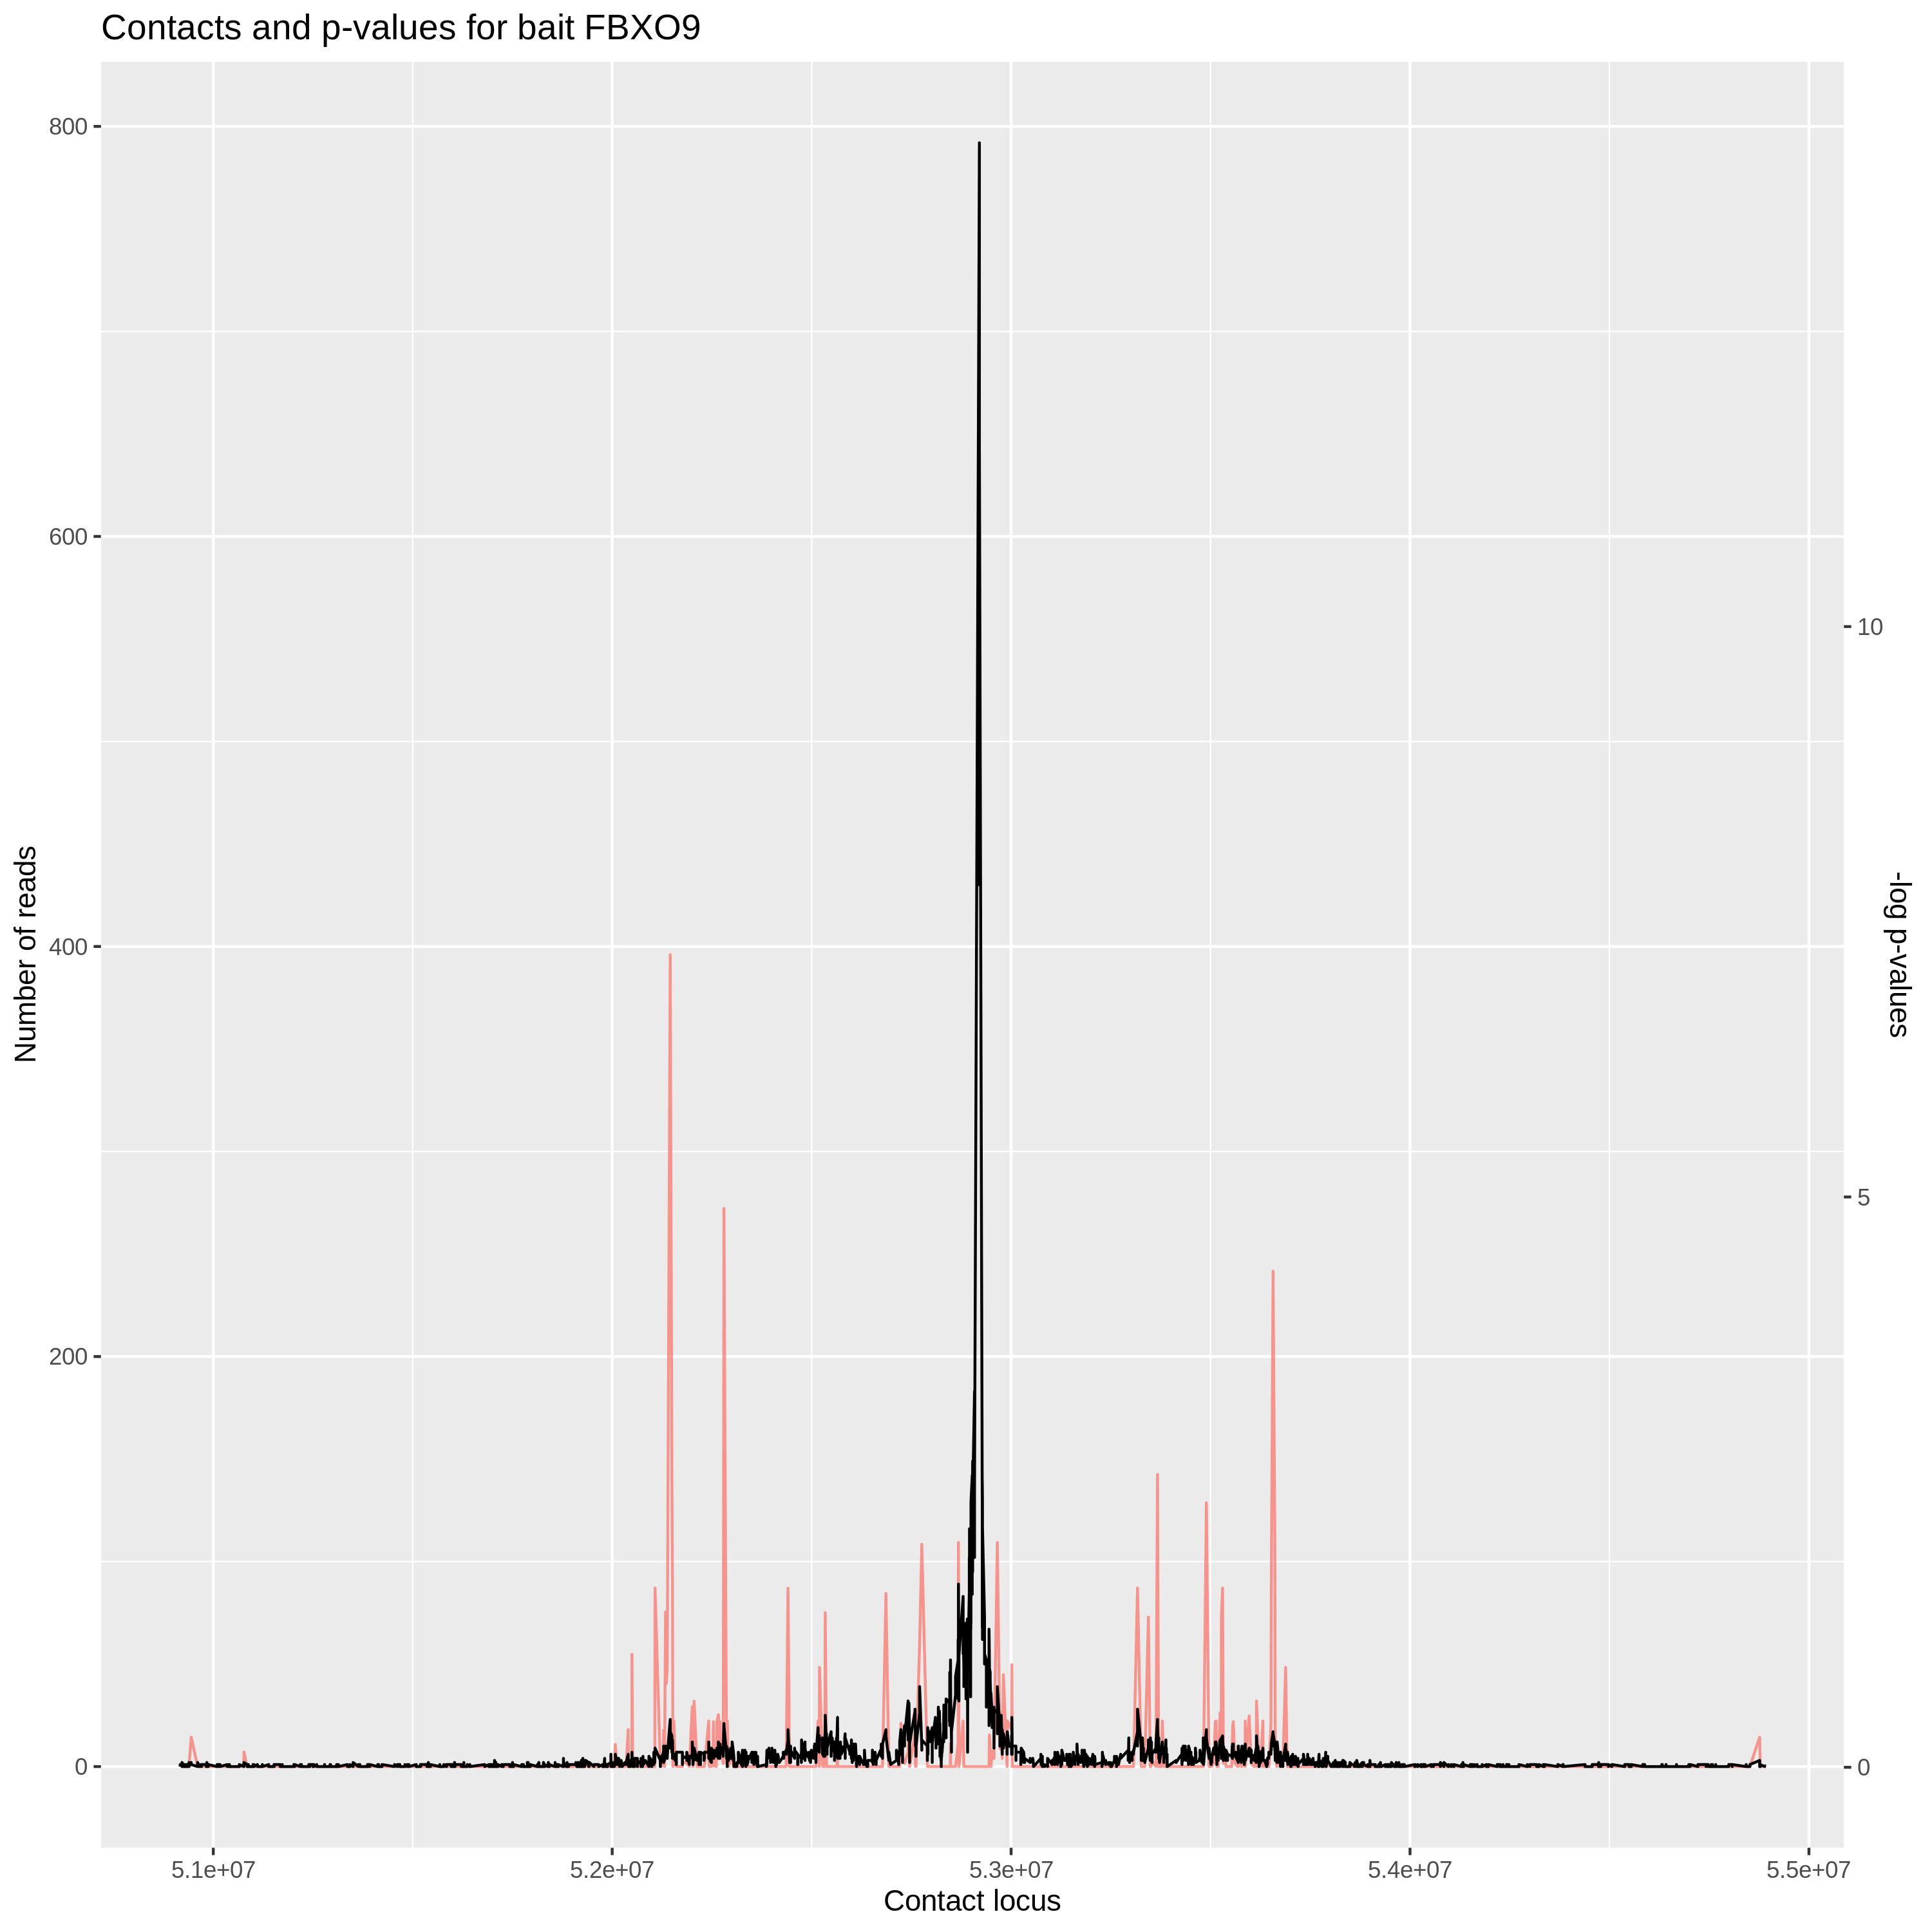 Contacts and p-values for bait FBXO9
800
600
400
200
0
Number of reads
10
5
0
-log p-values
5.1e+07
5.2e+07
5.3e+07
5.4e+07
5.5e+07
Contact locus